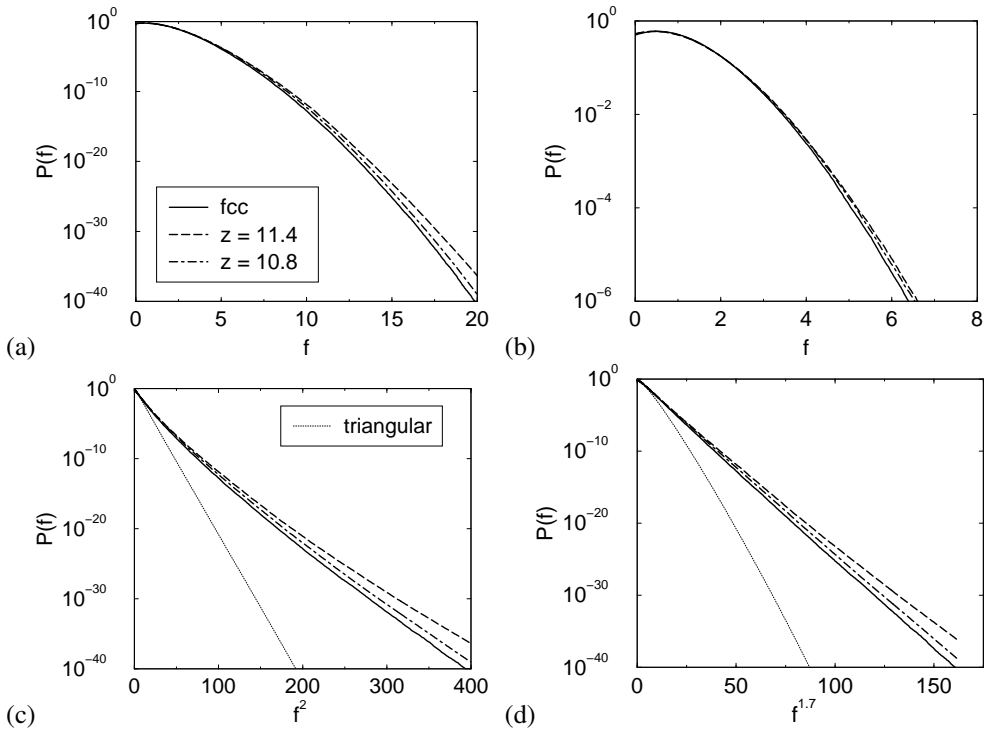 10^0
10^−10
10^−20
10^−30
10^−40
P(f)
fcc
z = 11.4
z = 10.8
0 5 10 15 20
f
(a)
10^0
10^−2
10^−4
10^−6
P(f)
0 2 4 6 8
f
(b)
10^0
10^−10
10^−20
10^−30
10^−40
P(f)
triangular
0 100 200 300 400
f^2
(c)
10^0
10^−10
10^−20
10^−30
10^−40
P(f)
0 50 100 150
f^1.7
(d)